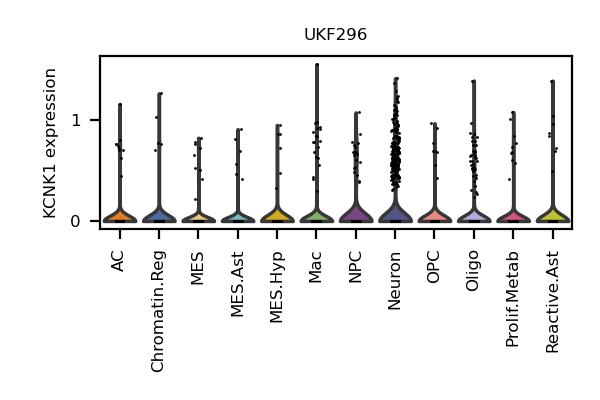 UKF296
KCNK1 expression
1
0
AC
Chromatin.Reg
MES
MES.Ast
MES.Hyp
Mac
NPC
Neuron
OPC
Oligo
Prolif.Metab
Reactive.Ast